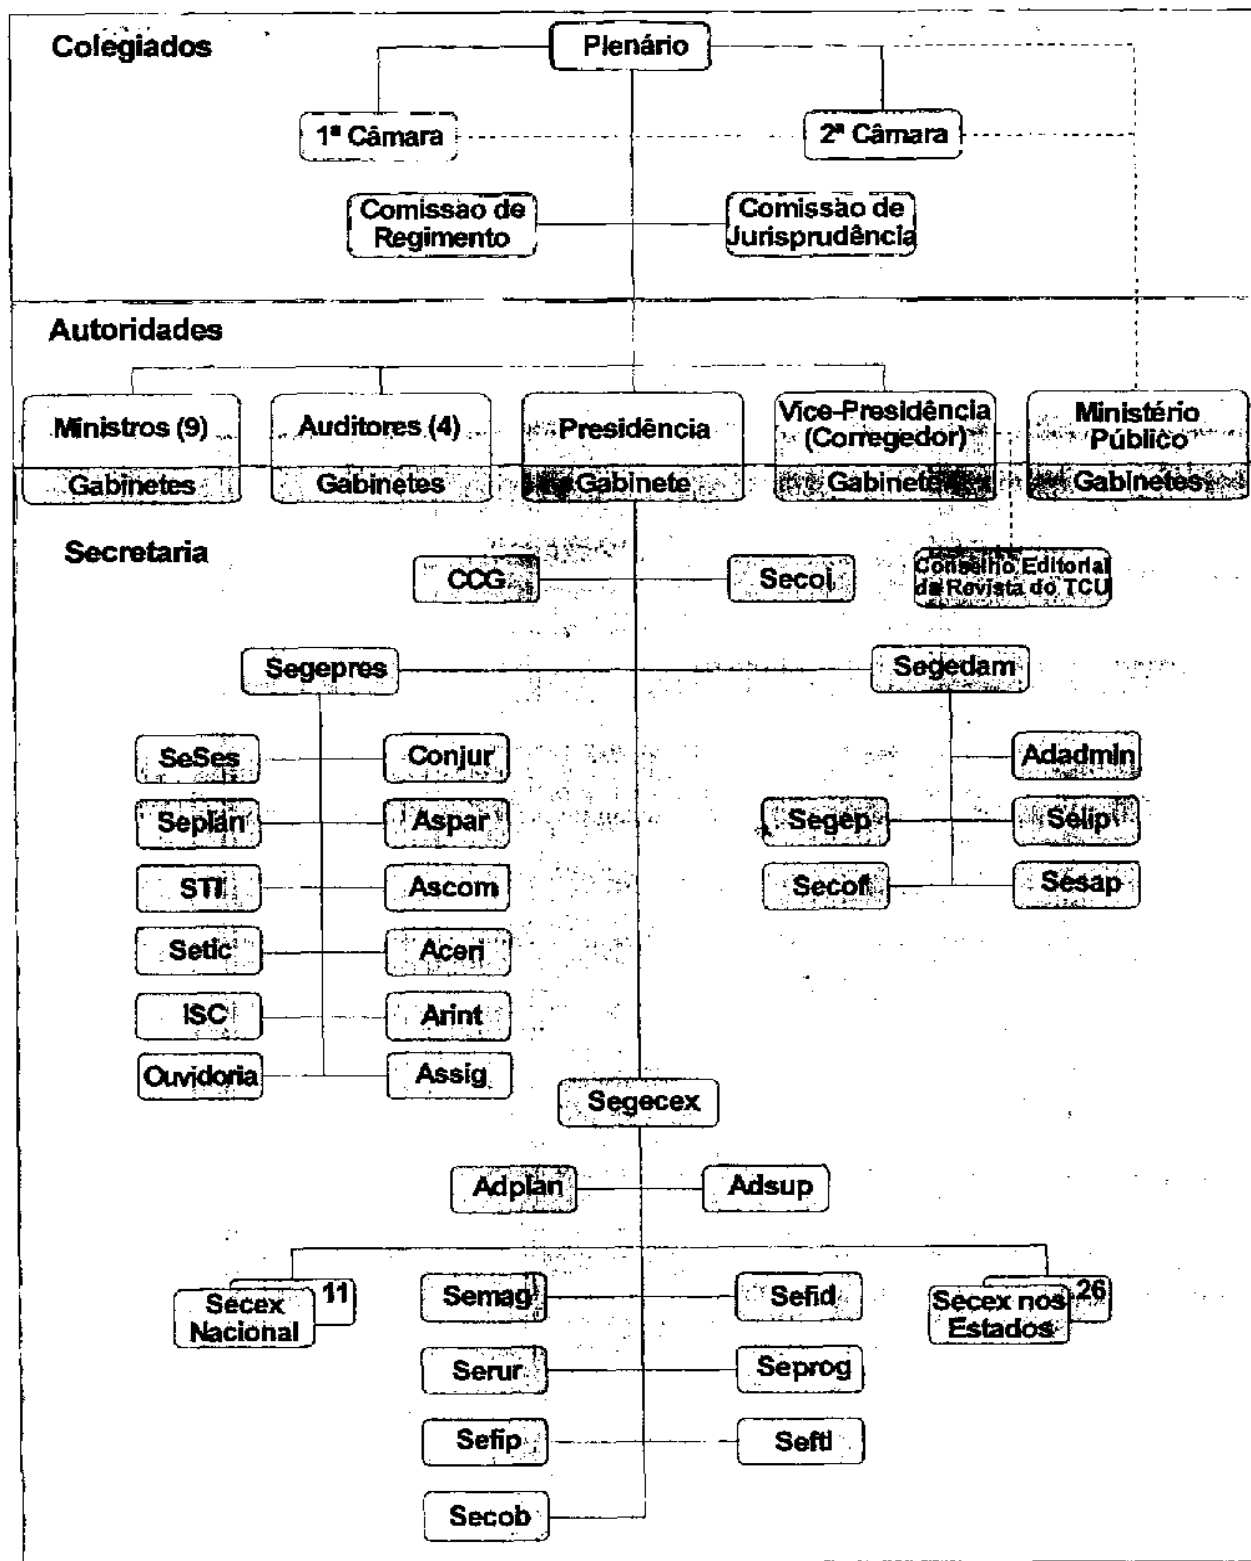 Colegiados
Plenário
1ª Câmara
2ª Câmara
Comissao de
Regimento
Comissão de
Jurisprudência
Autoridades
Ministros (9)
Gabinetes
Auditores (4)
Gabinetes
Presidência
Gabinete
Vice-Presidência
(Corregedor)
Gabinete
Ministério
Público
Gabinetes
Secretaria
CCG
Secoi
Conselho Editorial
da Revista do TCU
Segepres
Segedam
SeSes
Conjur
Adadmin
Seplan
Aspar
Segep
Selip
STI
Ascom
Secof
Sesap
Setic
Aceri
ISC
Arint
Ouvidoria
Assig
Segecex
Adplan
Adsup
Secex
Nacional
11
Semag
Sefid
Secex nos
Estados
26
Serur
Seprog
Sefip
Sefti
Secob